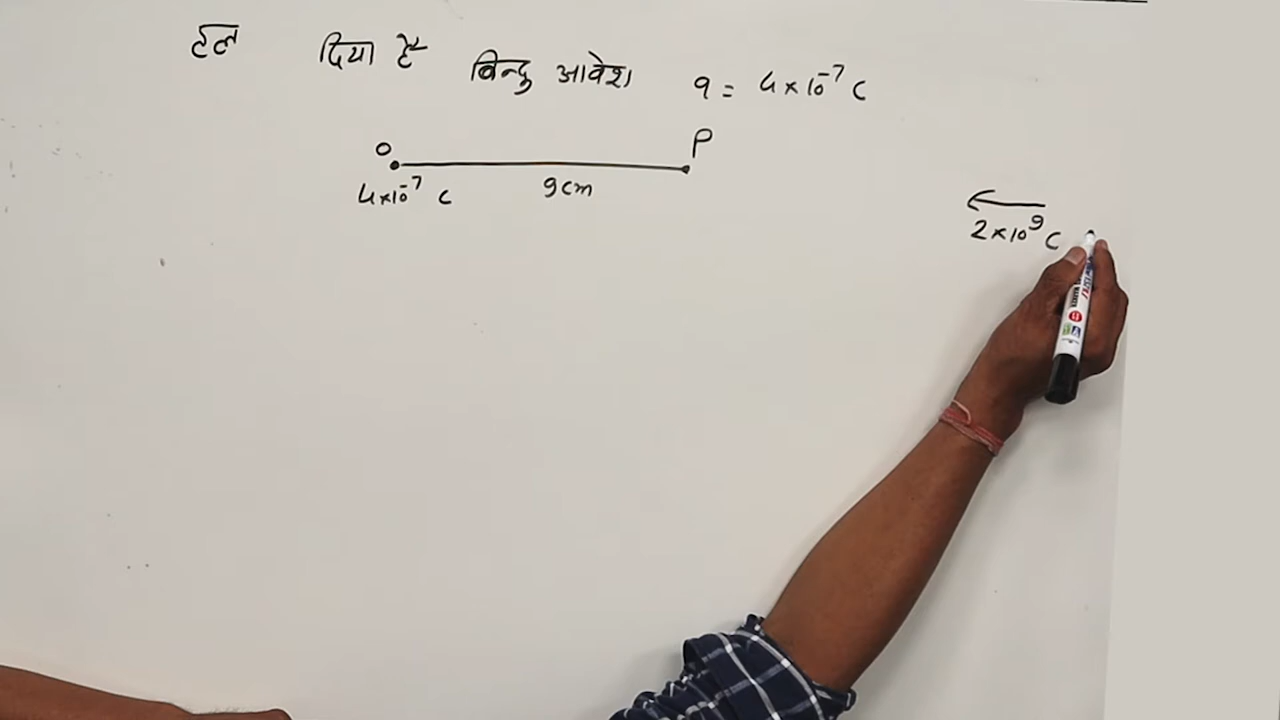 हल दिया है बिन्दु आवेश q = 4×10⁻⁷ C
O P
4×10⁻⁷ C 9cm
2×10⁹ C